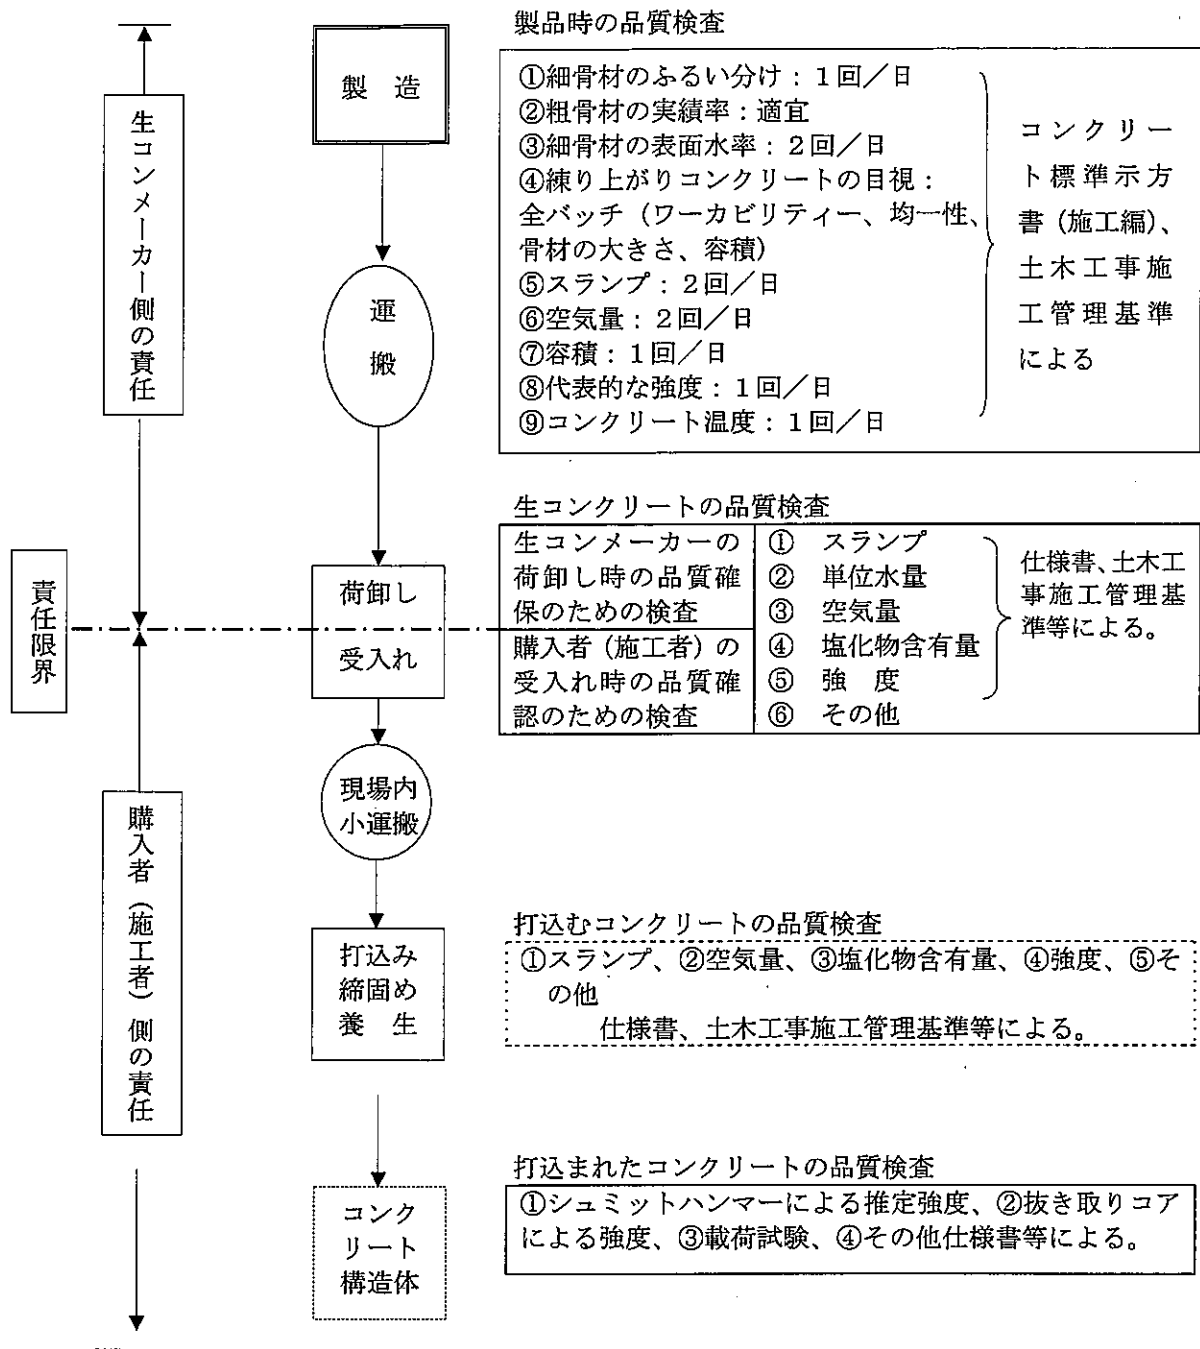 製品時の品質検査
製　造
①細骨材のふるい分け：１回／日
②粗骨材の実績率：適宜
③細骨材の表面水率：２回／日
④練り上がりコンクリートの目視：
全バッチ（ワーカビリティー、均一性、
骨材の大きさ、容積）
⑤スランプ：２回／日
⑥空気量：２回／日
⑦容積：１回／日
⑧代表的な強度：１回／日
⑨コンクリート温度：１回／日
コンクリー
ト標準示方
書（施工編）、
土木工事施
工管理基準
による
生コンメーカー側の責任
運
搬
生コンクリートの品質検査
生コンメーカーの
荷卸し時の品質確
保のための検査
購入者（施工者）の
受入れ時の品質確
認のための検査
①　スランプ
②　単位水量
③　空気量
④　塩化物含有量
⑤　強　度
⑥　その他
仕様書、土木工
事施工管理基
準等による。
責任限界
荷卸し
受入れ
現場内
小運搬
購入者（施工者）側の責任
打込むコンクリートの品質検査
打込み
締固め
養　生
①スランプ、②空気量、③塩化物含有量、④強度、⑤そ
の他
仕様書、土木工事施工管理基準等による。
打込まれたコンクリートの品質検査
コンク
リート
構造体
①シュミットハンマーによる推定強度、②抜き取りコア
による強度、③載荷試験、④その他仕様書等による。